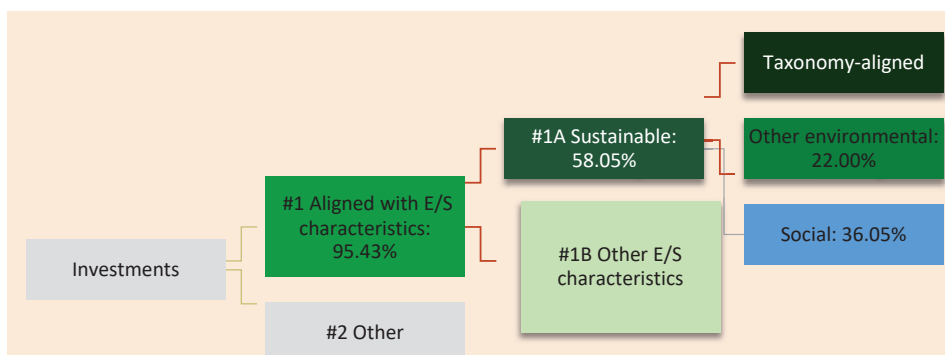 Investments
#1 Aligned with E/S
characteristics:
95.43%
#2 Other
#1A Sustainable:
58.05%
#1B Other E/S
characteristics
Taxonomy-aligned
Other environmental:
22.00%
Social: 36.05%